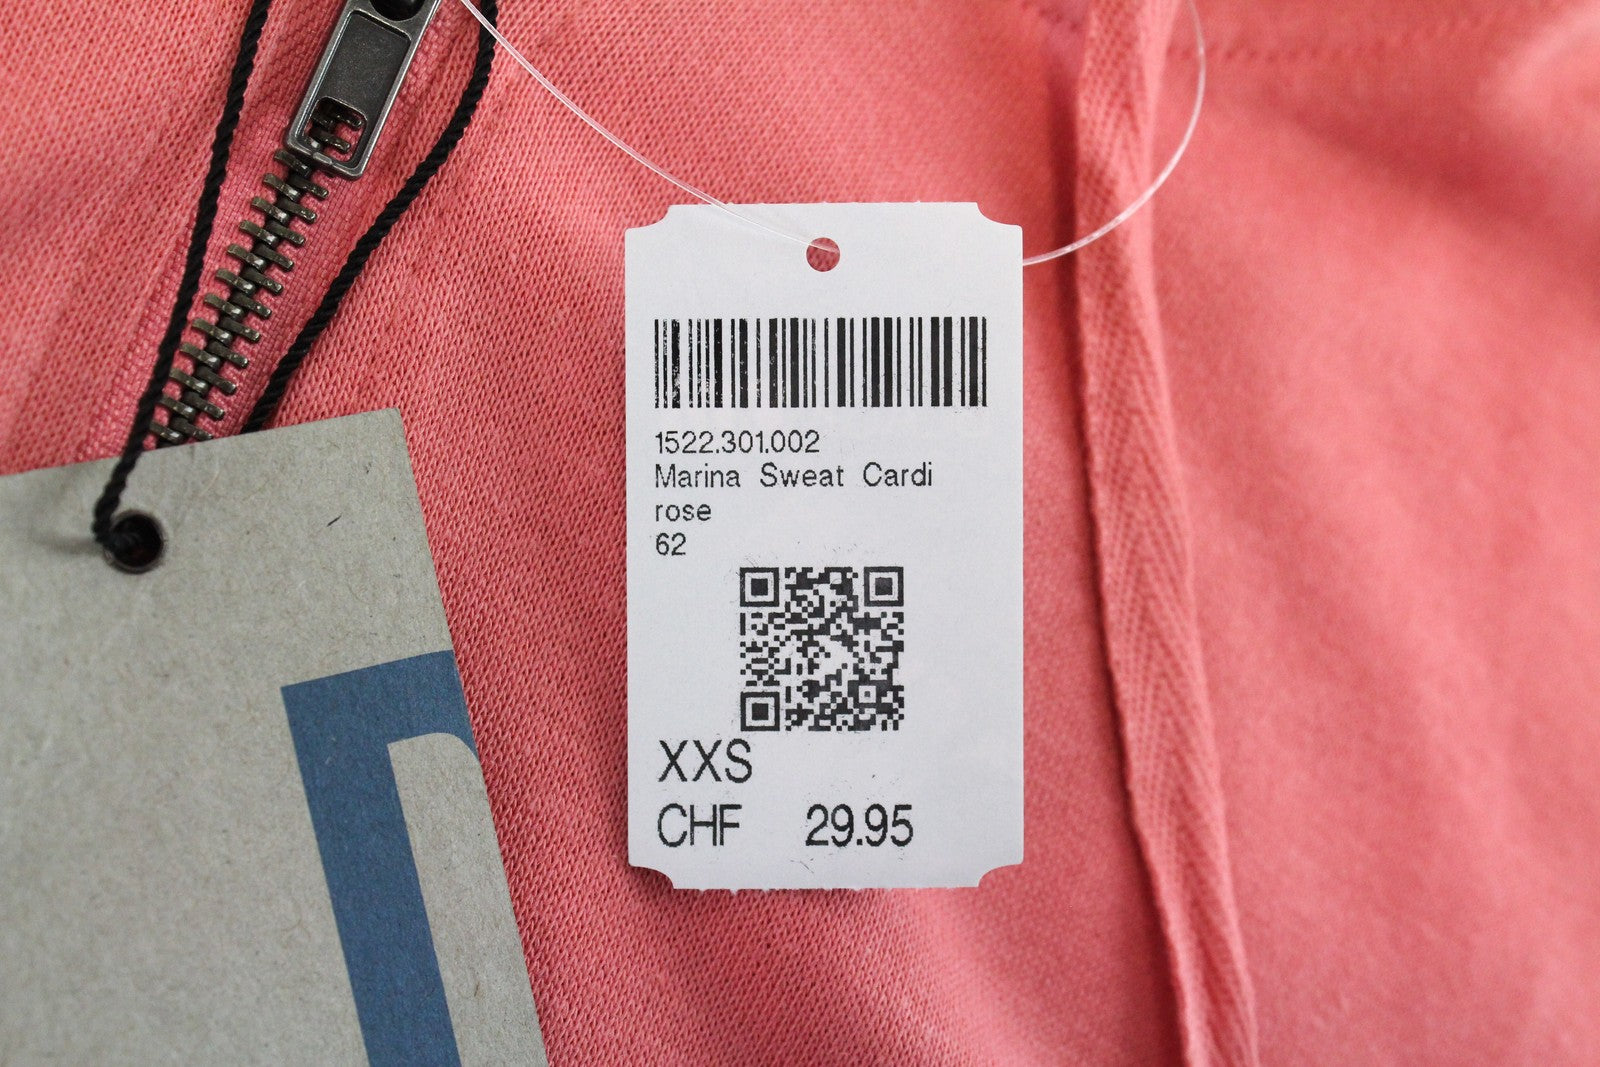 1522.301.002
Marina Sweat Cardi
rose
62
XXS
CHF 29.95